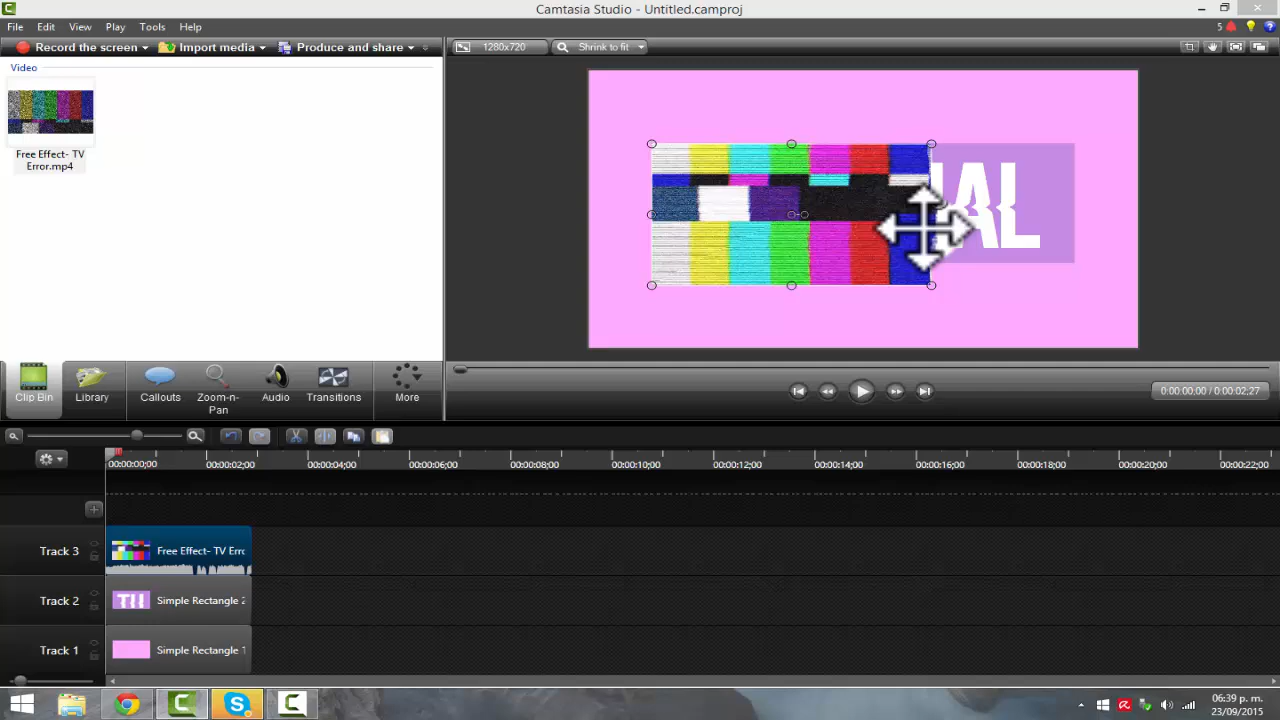 Camtasia Studio - Untitled.camproj
File Edit View Play Tools Help
5
Record the screen Import media Produce and share
1280x720 Shrink to fit
Video
Free Effect- TV
Error.mp4
IAL
Clip Bin Library Callouts Zoom-n-
Pan Audio Transitions More
0:00:00;00 / 0:00:02;27
00:00:00;00 00:00:02;00 00:00:04;00 00:00:06;00 00:00:08;00 00:00:10;00 00:00:12;00 00:00:14;00 00:00:16;00 00:00:18;00 00:00:20;00 00:00:22;00
Track 3 Free Effect- TV Erro
Track 2 Simple Rectangle 2
Track 1 Simple Rectangle 1
06:39 p. m.
23/09/2015